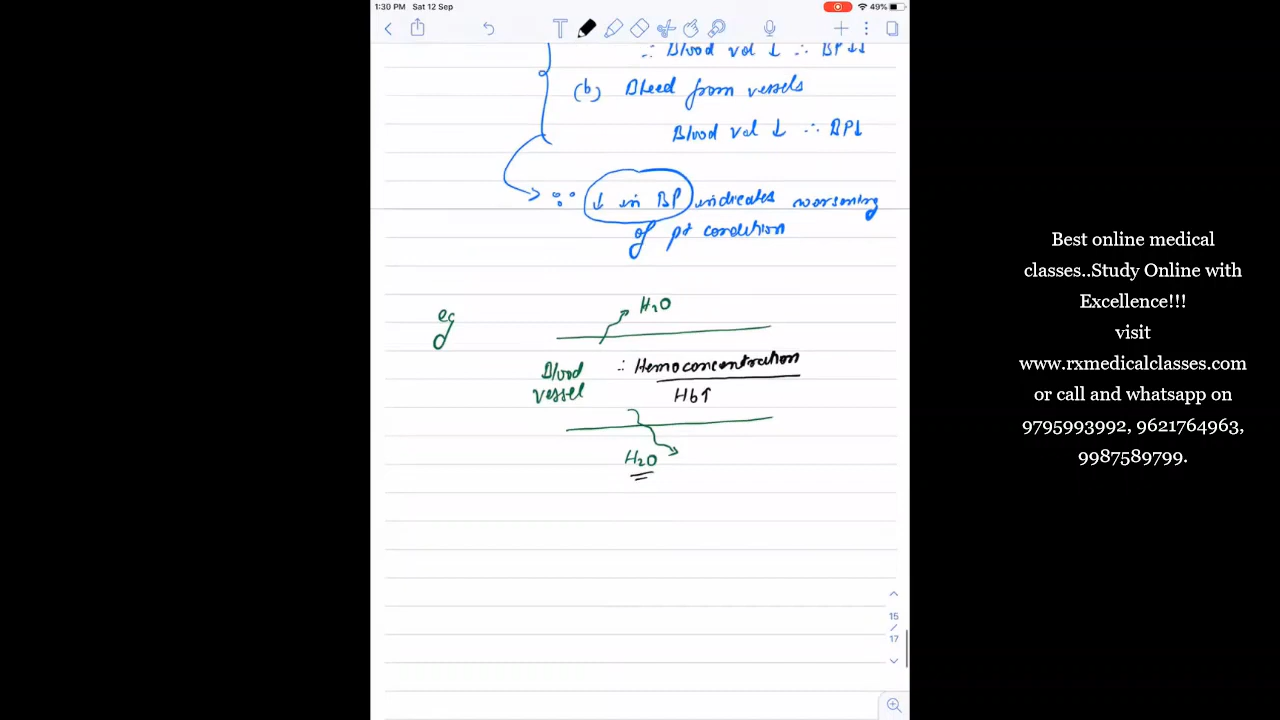 1:30 PM Sat 12 Sep
49%
∴ Blood vol ↓ ∴ BP↓↓
(b) Bleed from vessels
Blood vol ↓ ∴ BP↓
∴ ↓ in BP indicates worsening
of pt condition
eg
H₂O
Blood
vessel
∴ Hemoconcentration
Hb↑
H₂O
15
/
17
Best online medical
classes..Study Online with
Excellence!!!
visit
www.rxmedicalclasses.com
or call and whatsapp on
9795993992, 9621764963,
9987589799.